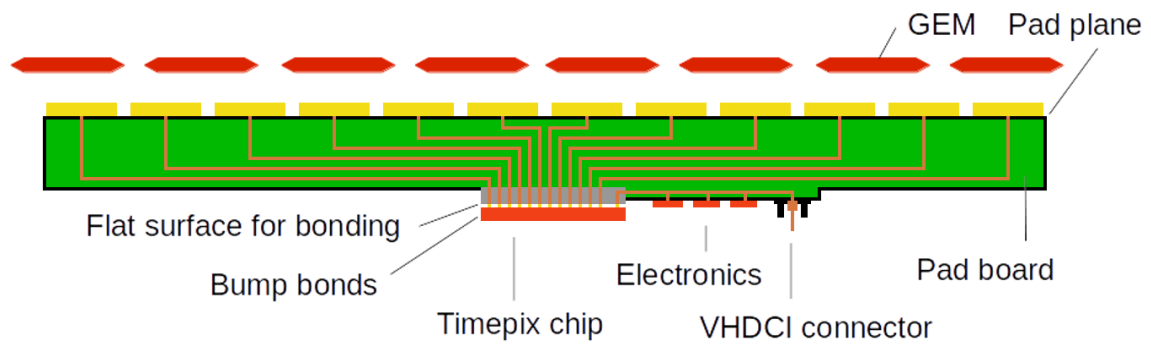 GEM
Pad plane
Flat surface for bonding
Bump bonds
Timepix chip
Electronics
VHDCI connector
Pad board